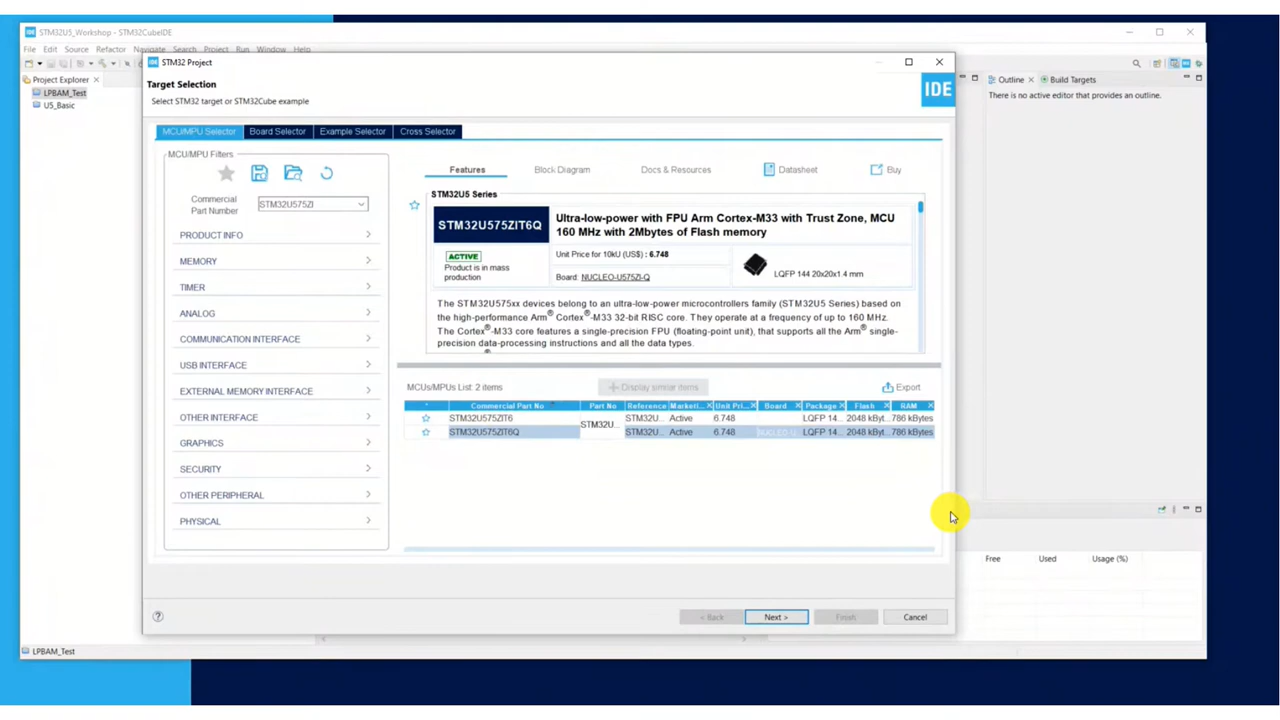 IDE STM32U5_Workshop - STM32CubeIDE
File Edit Source Refactor Navigate Search Project Run Window Help
Project Explorer
LPBAM_Test
U5_Basic
IDE STM32 Project
Target Selection
Select STM32 target or STM32Cube example
IDE
MCU/MPU Selector Board Selector Example Selector Cross Selector
MCU/MPU Filters
Commercial
Part Number
STM32U575ZI
PRODUCT INFO
MEMORY
TIMER
ANALOG
COMMUNICATION INTERFACE
USB INTERFACE
EXTERNAL MEMORY INTERFACE
OTHER INTERFACE
GRAPHICS
SECURITY
OTHER PERIPHERAL
PHYSICAL
Features Block Diagram Docs & Resources Datasheet Buy
STM32U5 Series
STM32U575ZIT6Q
Ultra-low-power with FPU Arm Cortex-M33 with Trust Zone, MCU
160 MHz with 2Mbytes of Flash memory
ACTIVE
Product is in mass
production
Unit Price for 10kU (US$) : 6.748
Board: NUCLEO-U575ZI-Q
LQFP 144 20x20x1.4 mm
The STM32U575xx devices belong to an ultra-low-power microcontrollers family (STM32U5 Series) based on
the high-performance Arm® Cortex®-M33 32-bit RISC core. They operate at a frequency of up to 160 MHz.
The Cortex®-M33 core features a single-precision FPU (floating-point unit), that supports all the Arm® single-
precision data-processing instructions and all the data types.
MCUs/MPUs List: 2 items
+ Display similar items
Export
* Commercial Part No Part No Reference Marketi... Unit Pri... Board Package Flash RAM
STM32U575ZIT6 STM32U... STM32U... Active 6.748 LQFP 14... 2048 kByt... 786 kBytes
STM32U575ZIT6Q STM32U... Active 6.748 NUCLEO-U... LQFP 14... 2048 kByt... 786 kBytes
? < Back Next > Finish Cancel
Outline Build Targets
There is no active editor that provides an outline.
Free Used Usage (%)
LPBAM_Test